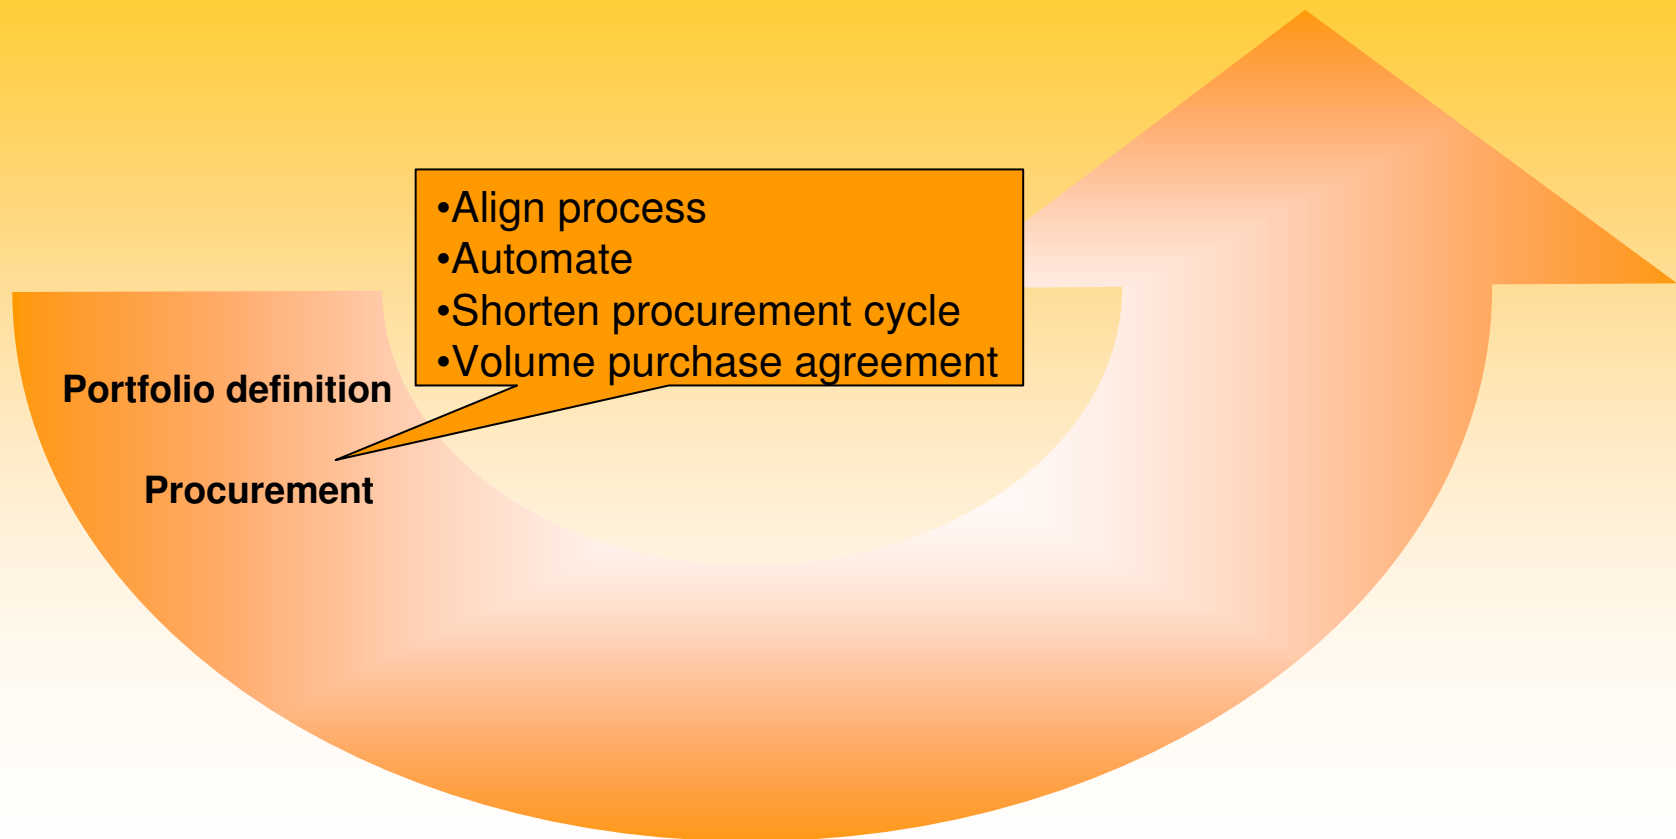 •Align process
•Automate
•Shorten procurement cycle
•Volume purchase agreement
Portfolio definition
Procurement